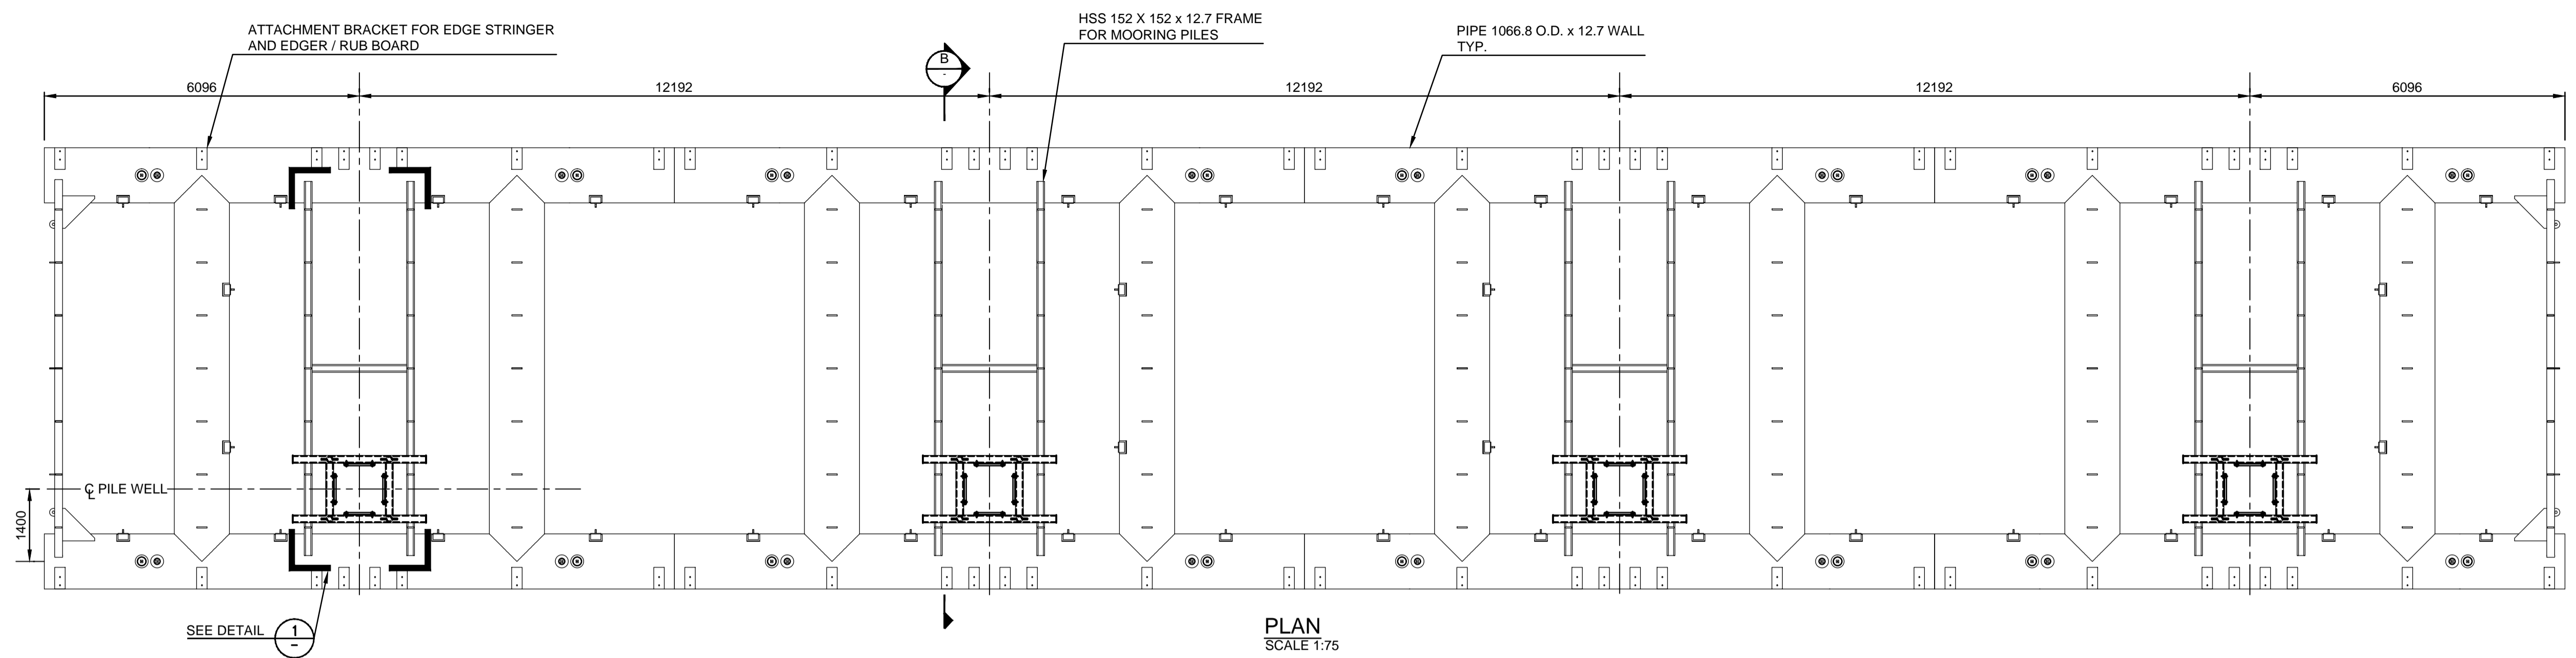 ATTACHMENT BRACKET FOR EDGE STRINGER
AND EDGER / RUB BOARD
HSS 152 X 152 x 12.7 FRAME
FOR MOORING PILES
PIPE 1066.8 O.D. x 12.7 WALL
TYP.
B
-
6096
12192
12192
12192
6096
℄ PILE WELL
1400
SEE DETAIL
1
–
PLAN
SCALE 1:75